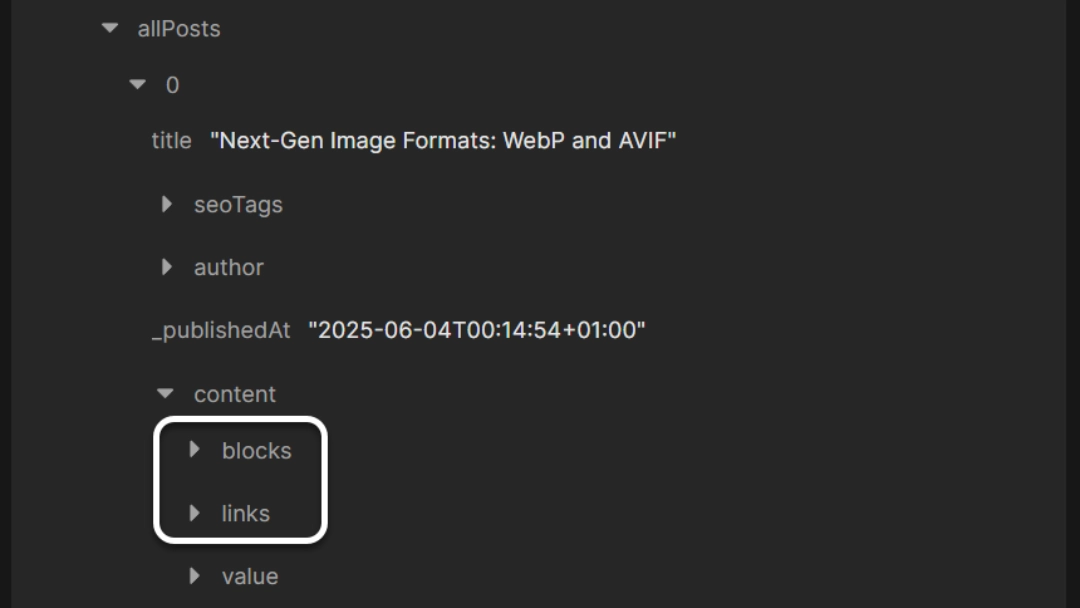 allPosts
0
title "Next-Gen Image Formats: WebP and AVIF"
seoTags
author
_publishedAt "2025-06-04T00:14:54+01:00"
content
blocks
links
value